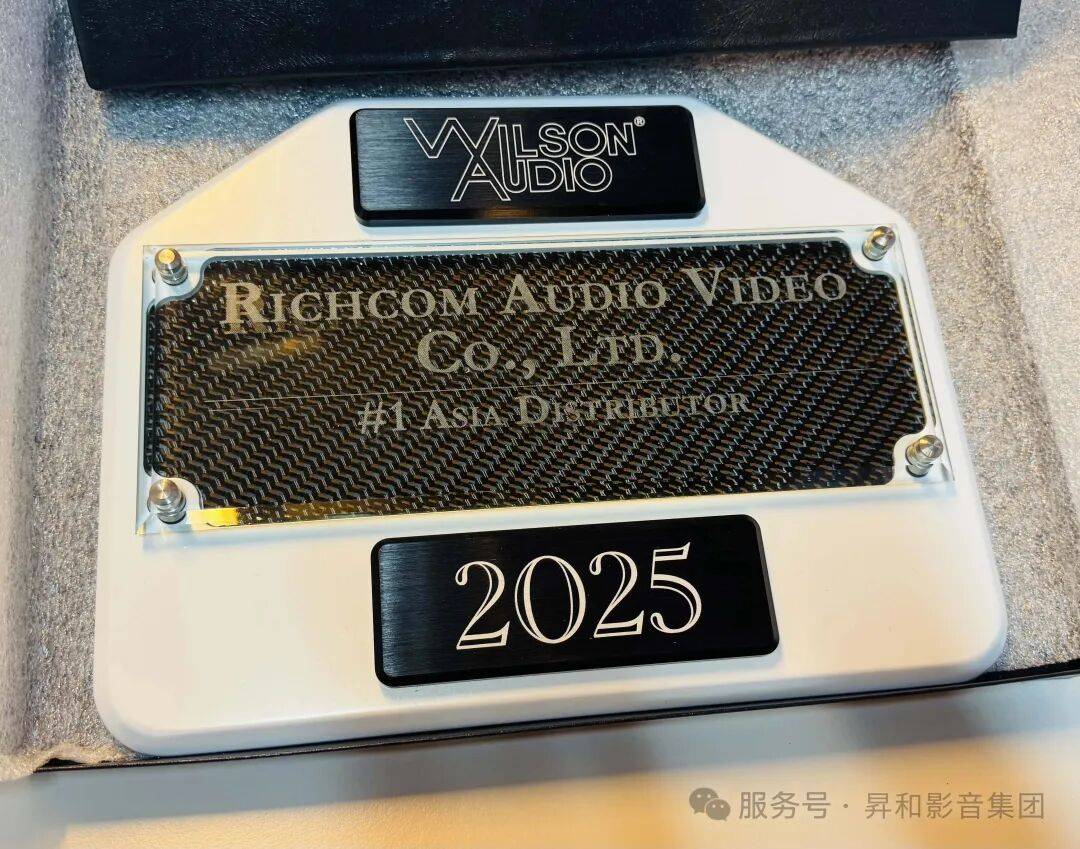 WILSON®
AUDIO
RICHCOM AUDIO VIDEO
CO., LTD.
#1 ASIA DISTRIBUTOR
2025
服务号 · 昇和影音集团